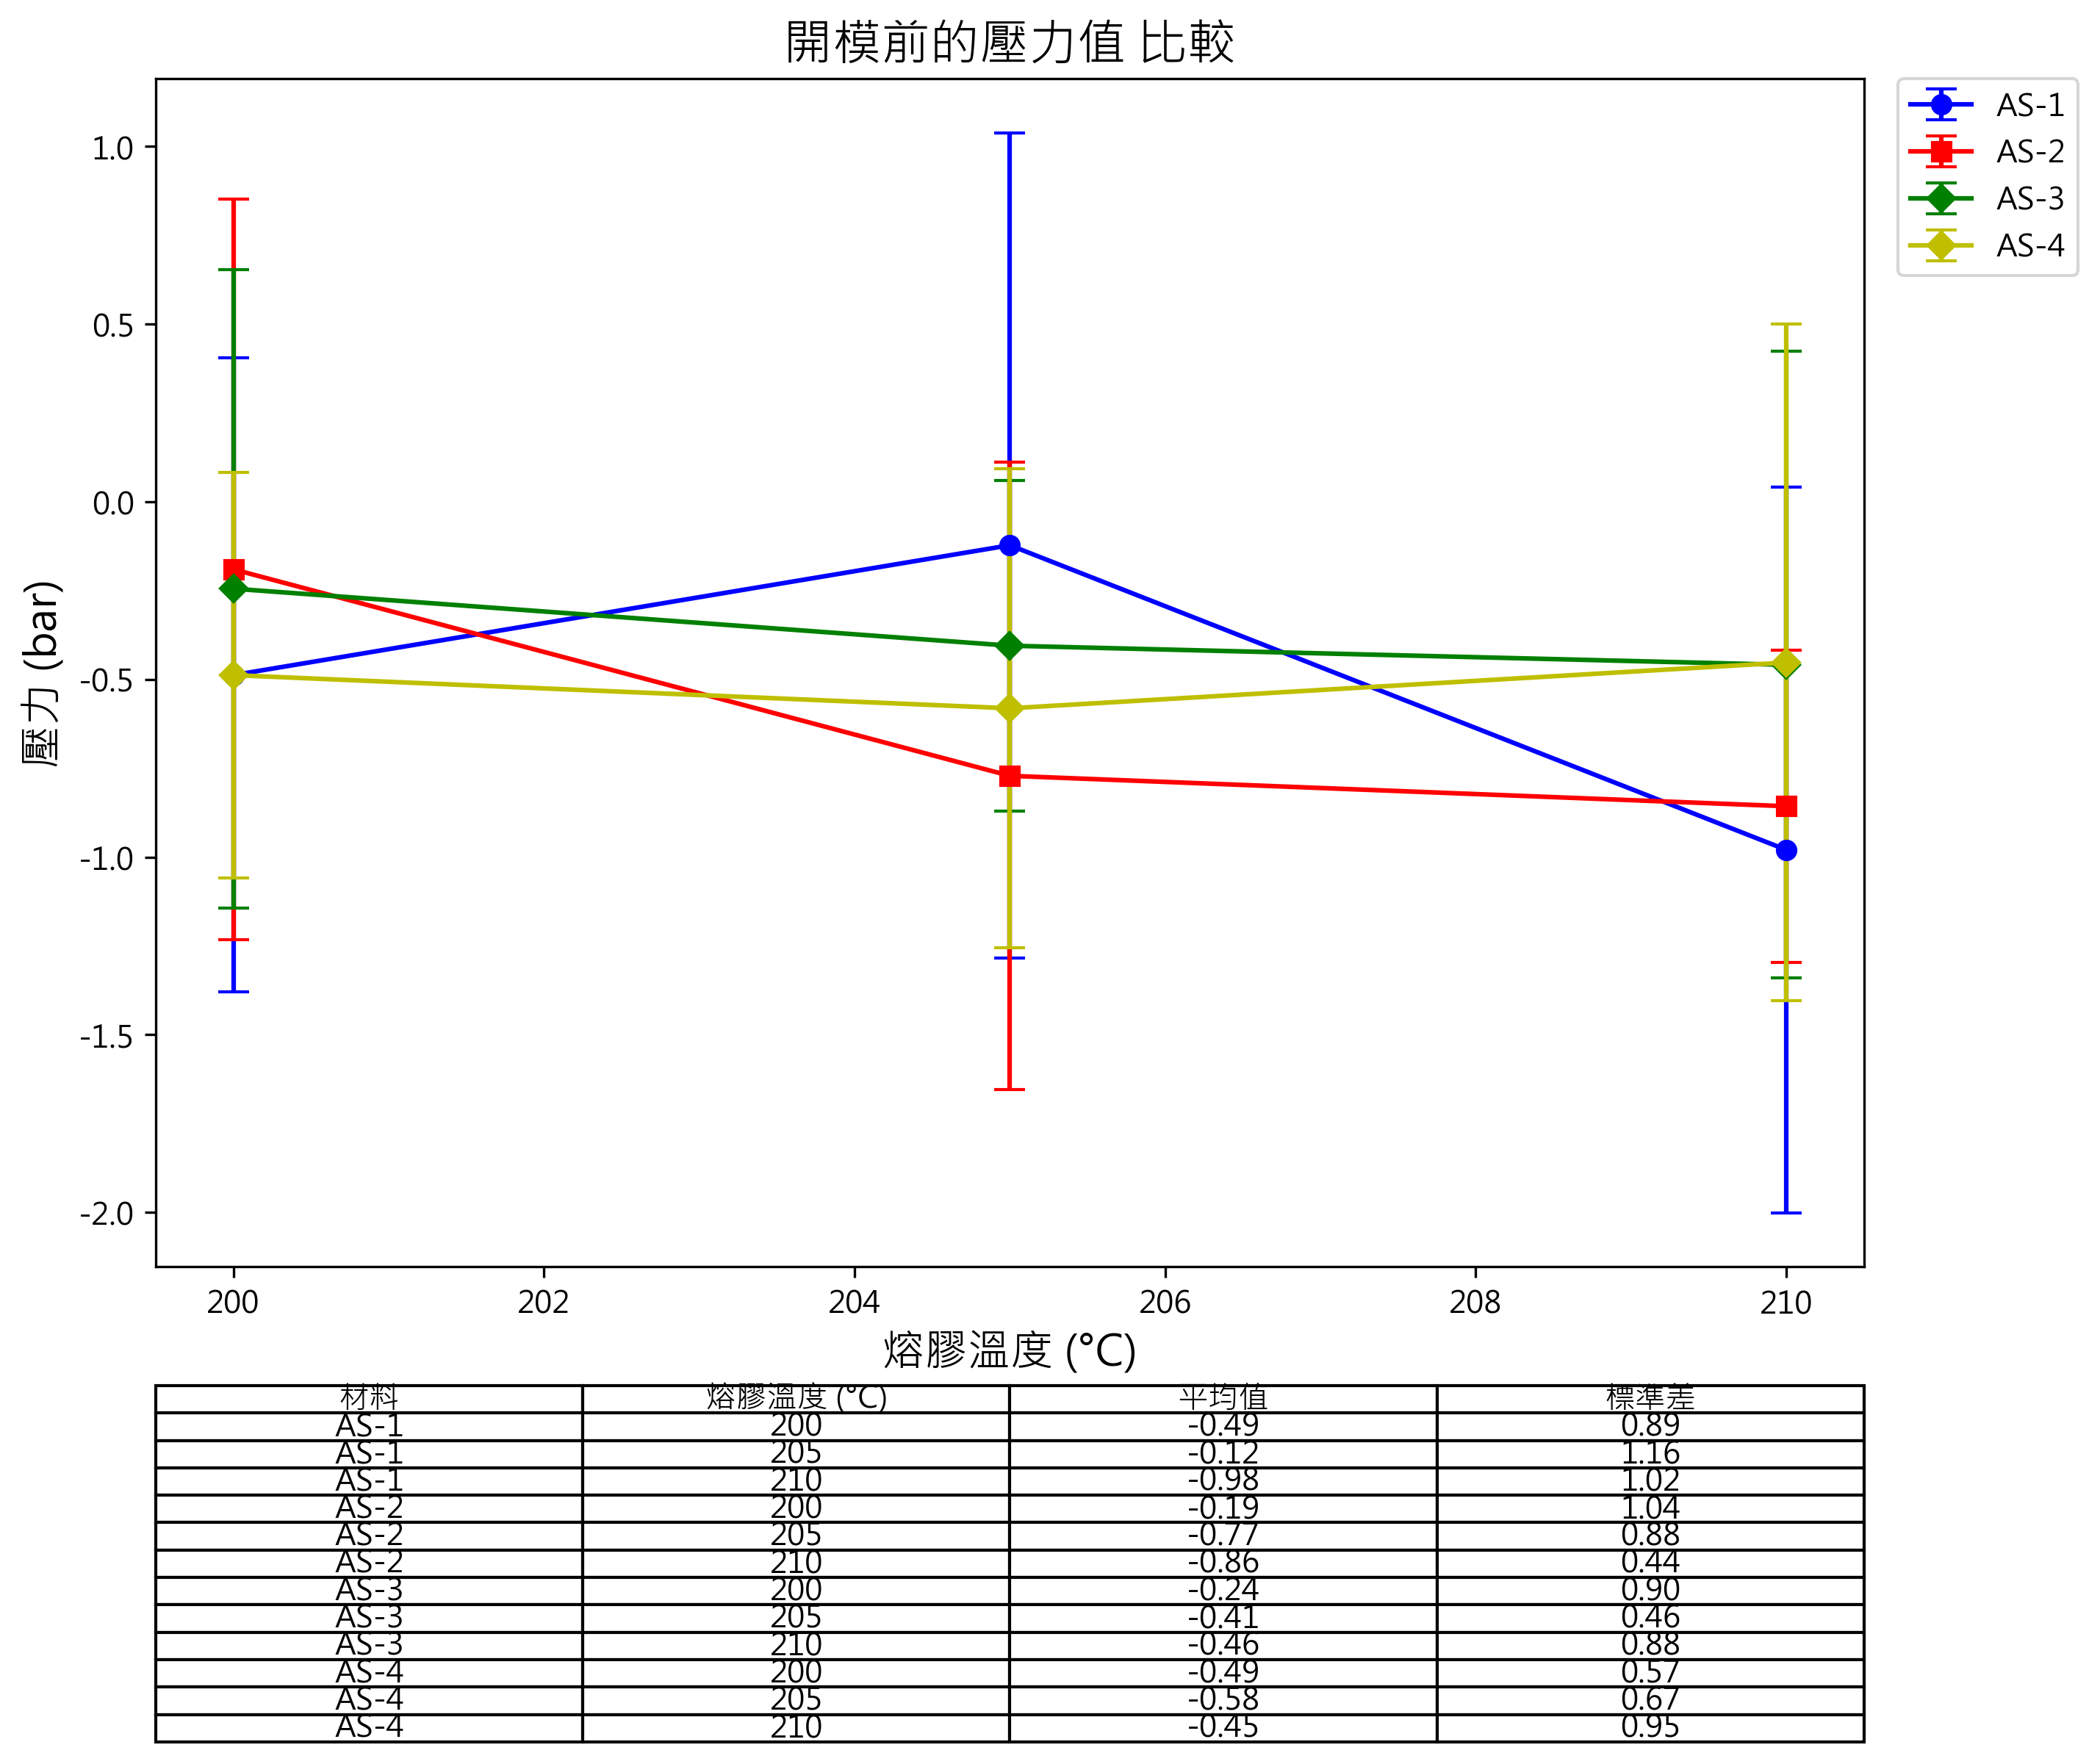 開模前的壓力值 比較
AS-1
AS-2
AS-3
AS-4
壓力 (bar)
1.0
0.5
0.0
-0.5
-1.0
-1.5
-2.0
200 202 204 206 208 210
熔膠溫度 (°C)
材料 熔膠溫度 (°C) 平均值 標準差
AS-1 200 -0.49 0.89
AS-1 205 -0.12 1.16
AS-1 210 -0.98 1.02
AS-2 200 -0.19 1.04
AS-2 205 -0.77 0.88
AS-2 210 -0.86 0.44
AS-3 200 -0.24 0.90
AS-3 205 -0.41 0.46
AS-3 210 -0.46 0.88
AS-4 200 -0.49 0.57
AS-4 205 -0.58 0.67
AS-4 210 -0.45 0.95